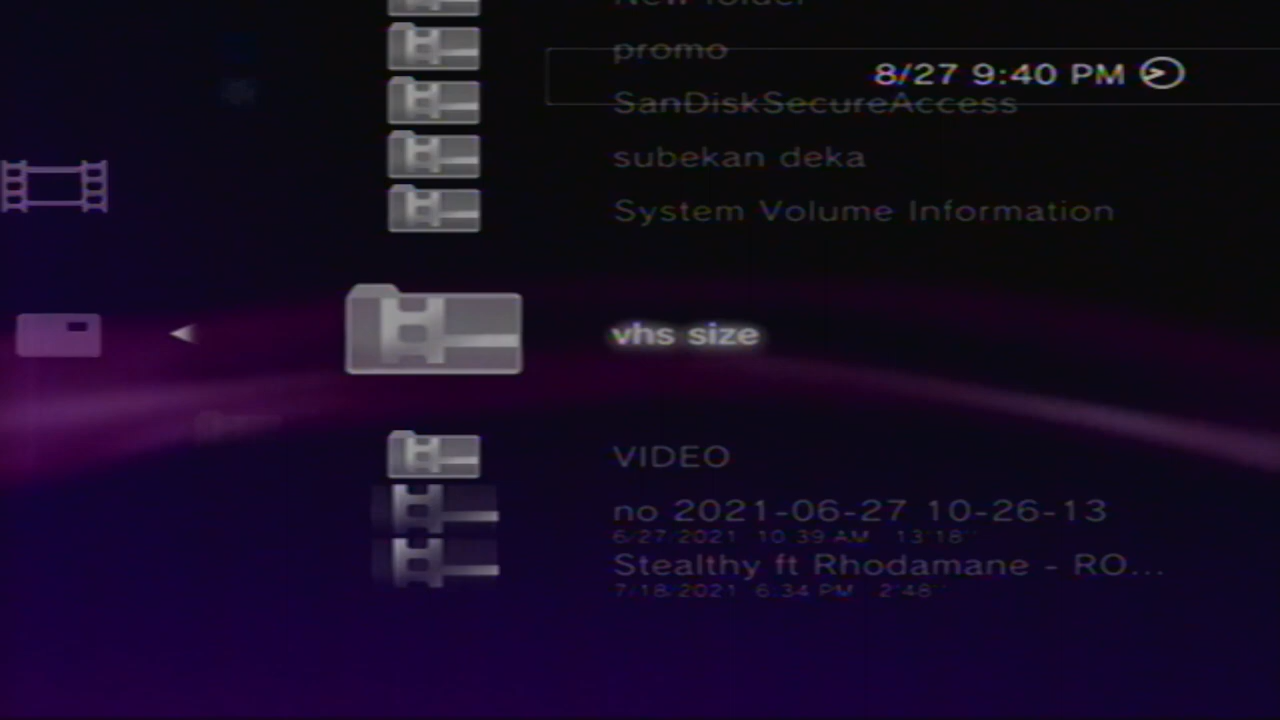 New folder
promo
8/27 9:40 PM
SanDiskSecureAccess
subekan deka
System Volume Information
vhs size
VIDEO
no 2021-06-27 10-26-13
6/27/2021 10:39 AM 13'18"
Stealthy ft Rhodamane - RO...
7/18/2021 6:34 PM 2'48"